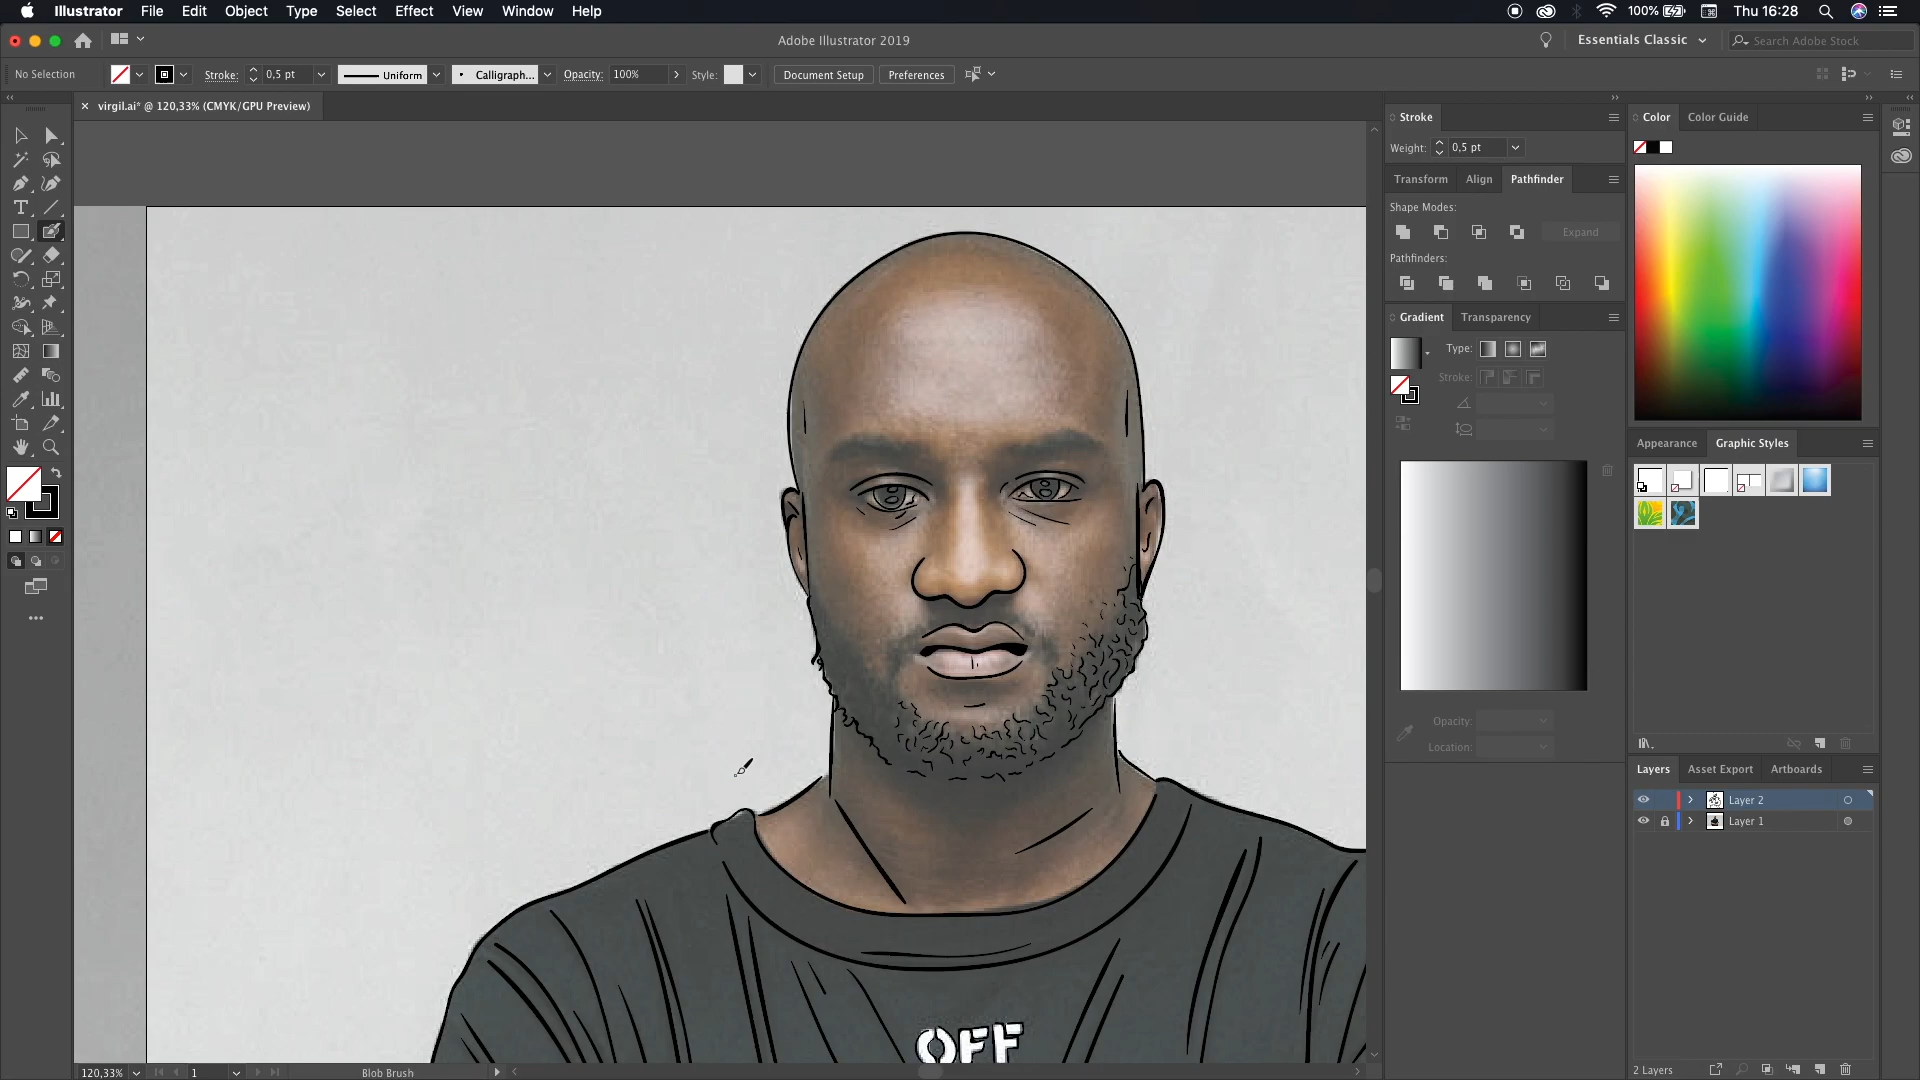 Illustrator File Edit Object Type Select Effect View Window Help 100% Thu 16:28
Adobe Illustrator 2019 Essentials Classic Search Adobe Stock
No Selection Stroke: 0,5 pt Uniform Calligraph... Opacity: 100% Style: Document Setup Preferences
virgil.ai* @ 120,33% (CMYK/GPU Preview)
Stroke
Weight: 0,5 pt
Transform Align Pathfinder
Shape Modes:
Expand
Pathfinders:
Gradient Transparency
Type:
Stroke:
Opacity:
Location:
Color Color Guide
Appearance Graphic Styles
Layers Asset Export Artboards
Layer 2
Layer 1
2 Layers
OFF
120,33% 1 Blob Brush